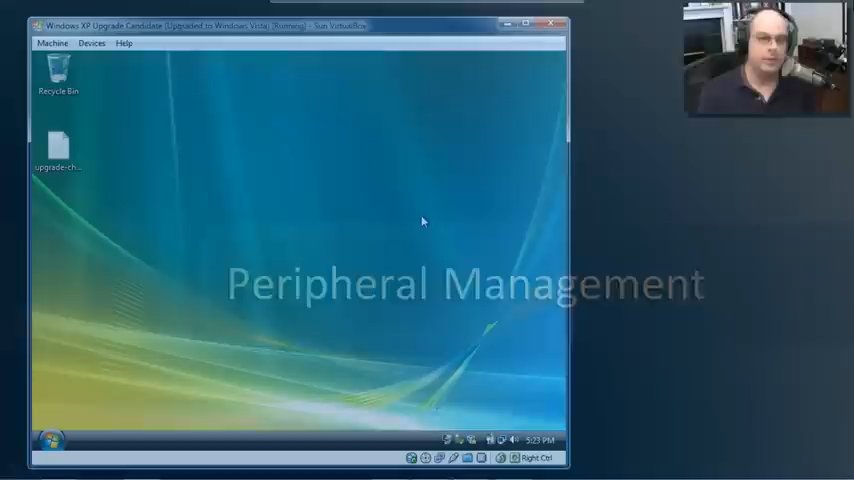 Windows XP Upgrade Candidate (Upgraded to Windows Vista) [Running] - Sun VirtualBox
Machine Devices Help
Recycle Bin
upgrade-ch...
Peripheral Management
5:23 PM
Right Ctrl